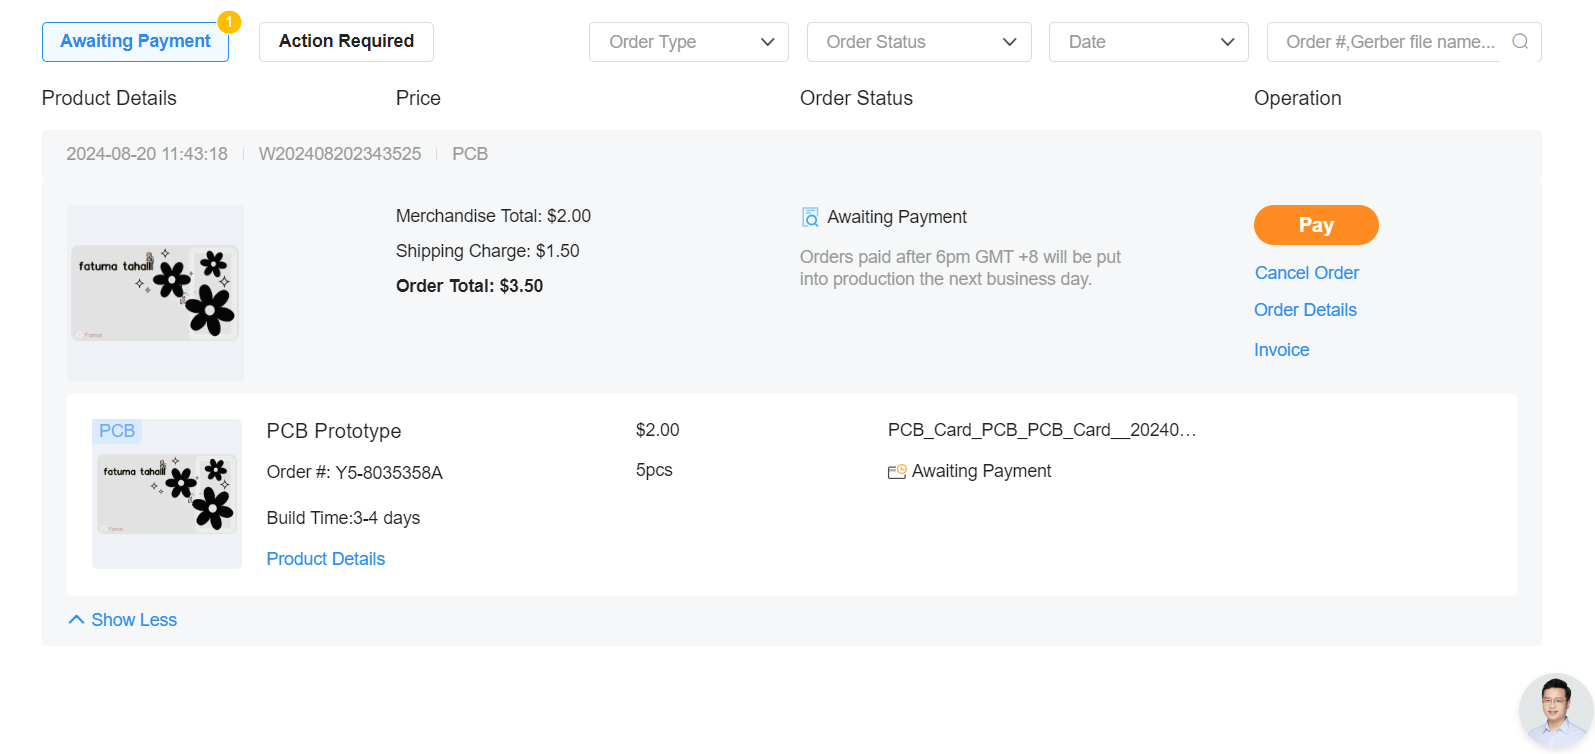 Awaiting Payment
1
Action Required
Order Type
Order Status
Date
Order #,Gerber file name...
Product Details
Price
Order Status
Operation
2024-08-20 11:43:18
W202408202343525
PCB
fatuma tahalil
Famat
Merchandise Total: $2.00
Shipping Charge: $1.50
Order Total: $3.50
Awaiting Payment
Orders paid after 6pm GMT +8 will be put
into production the next business day.
Pay
Cancel Order
Order Details
Invoice
PCB
fatuma tahalil
Famat
PCB Prototype
Order #: Y5-8035358A
Build Time:3-4 days
Product Details
$2.00
5pcs
PCB_Card_PCB_PCB_Card__20240…
Awaiting Payment
Show Less